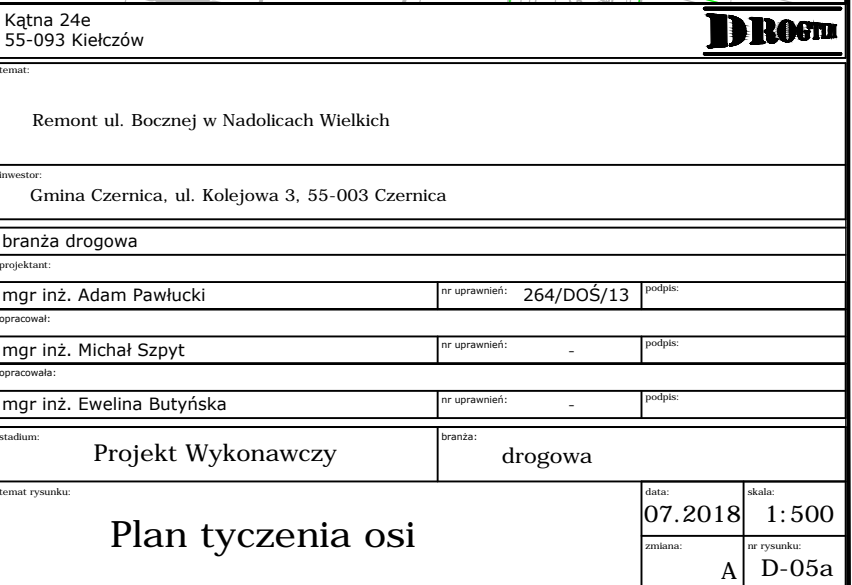 Kątna 24e
55-093 Kiełczów
DROGTIM
temat:
Remont ul. Bocznej w Nadolicach Wielkich
inwestor:
Gmina Czernica, ul. Kolejowa 3, 55-003 Czernica
branża drogowa
projektant:
mgr inż. Adam Pawłucki nr uprawnień: 264/DOŚ/13 podpis:
opracował:
mgr inż. Michał Szpyt nr uprawnień: - podpis:
opracowała:
mgr inż. Ewelina Butyńska nr uprawnień: - podpis:
stadium: branża:
Projekt Wykonawczy drogowa
temat rysunku: data: skala:
07.2018 1:500
Plan tyczenia osi
zmiana: nr rysunku:
A D-05a